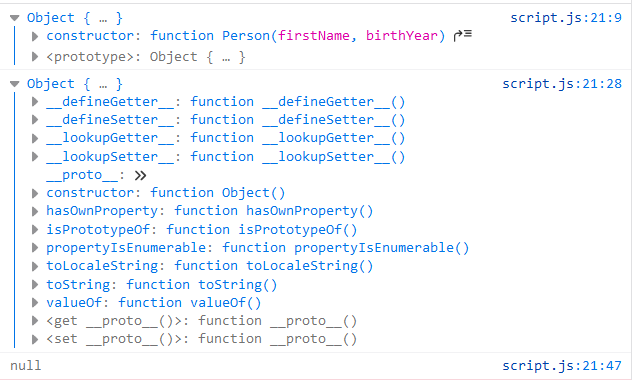 Object { … } script.js:21:9
constructor: function Person(firstName, birthYear)
<prototype>: Object { … }
Object { … } script.js:21:28
__defineGetter__: function __defineGetter__()
__defineSetter__: function __defineSetter__()
__lookupGetter__: function __lookupGetter__()
__lookupSetter__: function __lookupSetter__()
__proto__: »
constructor: function Object()
hasOwnProperty: function hasOwnProperty()
isPrototypeOf: function isPrototypeOf()
propertyIsEnumerable: function propertyIsEnumerable()
toLocaleString: function toLocaleString()
toString: function toString()
valueOf: function valueOf()
<get __proto__()>: function __proto__()
<set __proto__()>: function __proto__()
null script.js:21:47